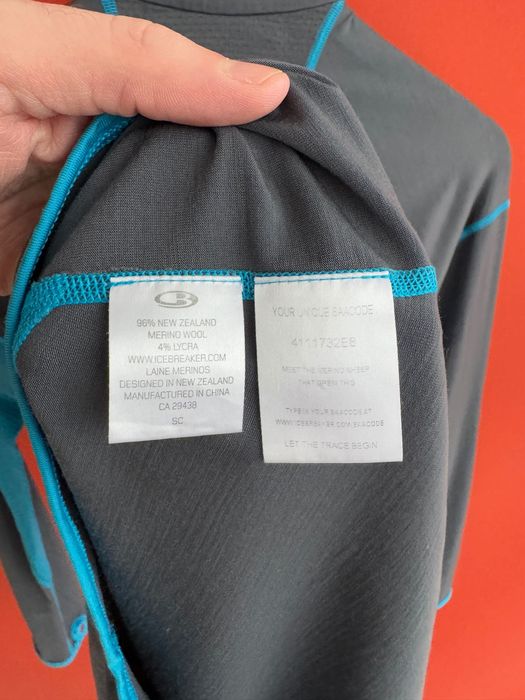 96% NEW ZEALAND
MERINO WOOL
4% LYCRA
WWW.ICEBREAKER.COM
LAINE MERINOS
DESIGNED IN NEW ZEALAND
MANUFACTURED IN CHINA
CA 29438
SC
YOUR UNIQUE BAACODE
4111732E8
MEET THE MERINO SHEEP
THAT GREW THIS
TYPE IN YOUR BAACODE AT
WWW.ICEBREAKER.COM/BAACODE
LET THE TRACE BEGIN